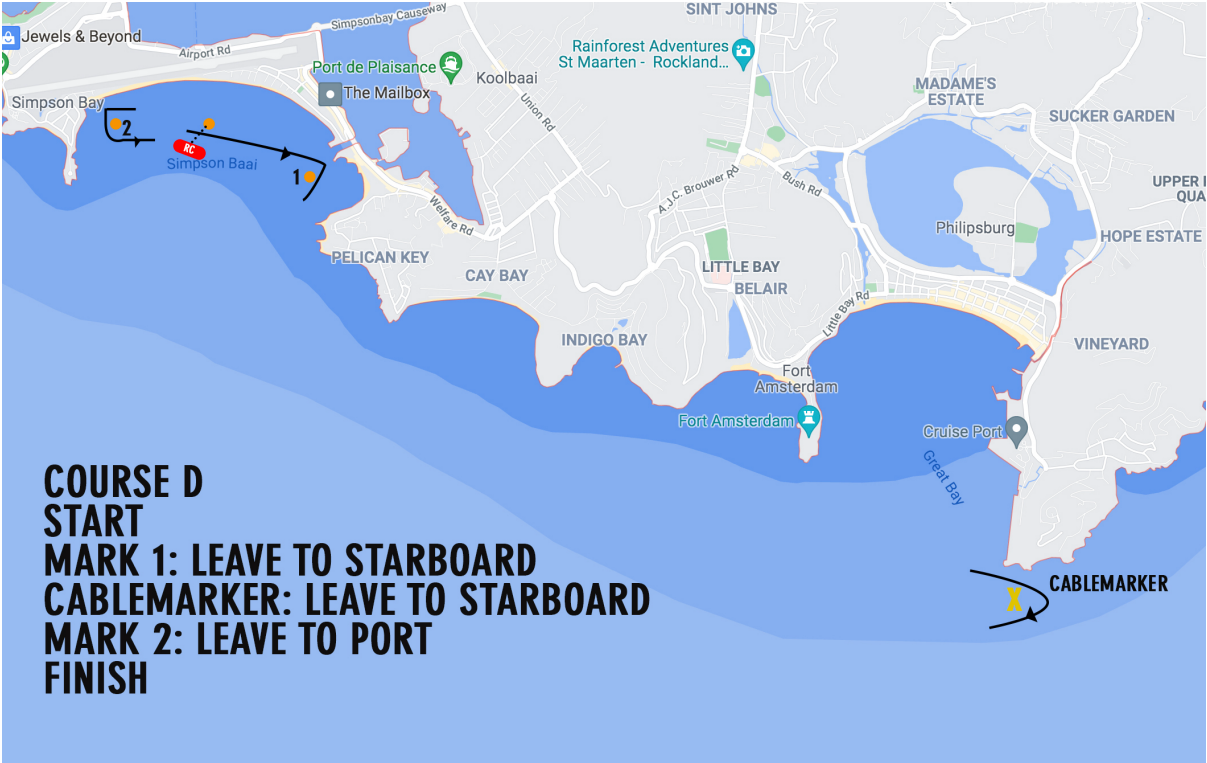 SINT JOHNS
Simpsonbay Causeway
Jewels & Beyond
Airport Rd
Rainforest Adventures
St Maarten - Rockland...
Port de Plaisance
Koolbaai
The Mailbox
Union Rd
MADAME'S
ESTATE
Simpson Bay
SUCKER GARDEN
2
RC
Simpson Baai
1
A.J.C. Brouwer Rd
Bush Rd
UPPER
QUA
Welfare Rd
Philipsburg
HOPE ESTATE
PELICAN KEY
CAY BAY
LITTLE BAY
BELAIR
Little Bay Rd
INDIGO BAY
VINEYARD
Fort
Amsterdam
Fort Amsterdam
Cruise Port
Great Bay
COURSE D
START
MARK 1: LEAVE TO STARBOARD
CABLEMARKER: LEAVE TO STARBOARD
MARK 2: LEAVE TO PORT
FINISH
X
CABLEMARKER